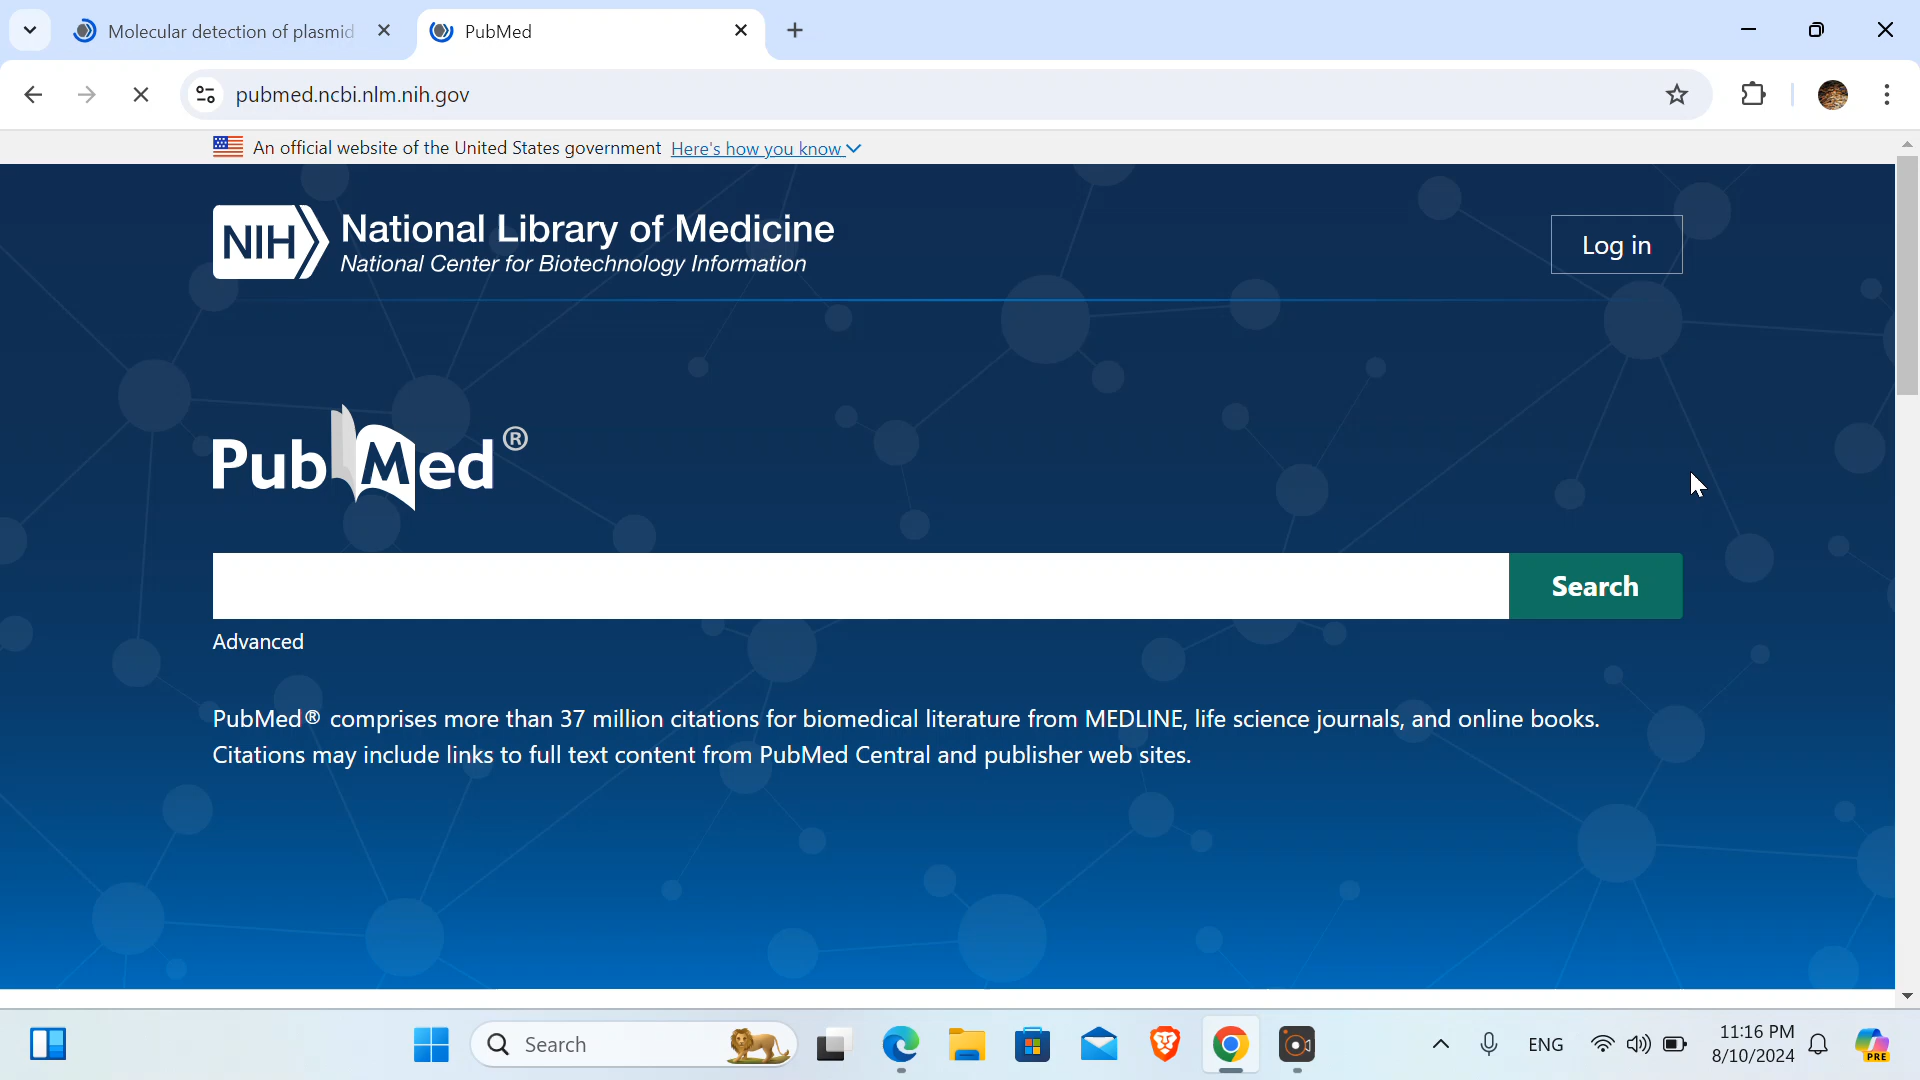 Molecular detection of plasmid
PubMed
pubmed.ncbi.nlm.nih.gov
An official website of the United States government Here's how you know
NIH National Library of Medicine
National Center for Biotechnology Information
Log in
PubMed®
Search
Advanced
PubMed® comprises more than 37 million citations for biomedical literature from MEDLINE, life science journals, and online books.
Citations may include links to full text content from PubMed Central and publisher web sites.
Search
ENG
11:16 PM
8/10/2024
PRE